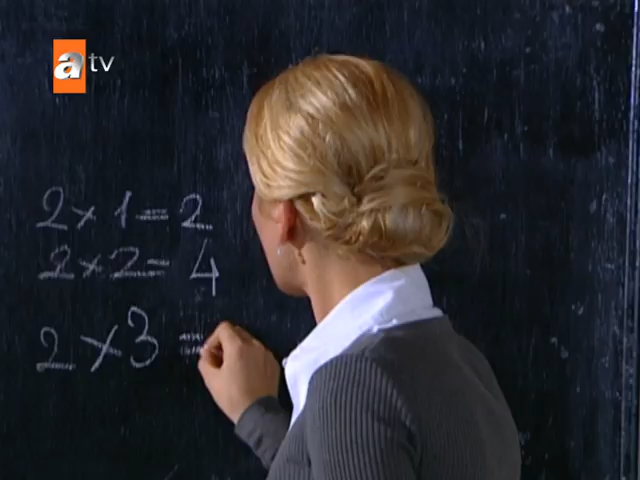 atv
2 x 1 = 2
2 x 2 = 4
2 x 3 =